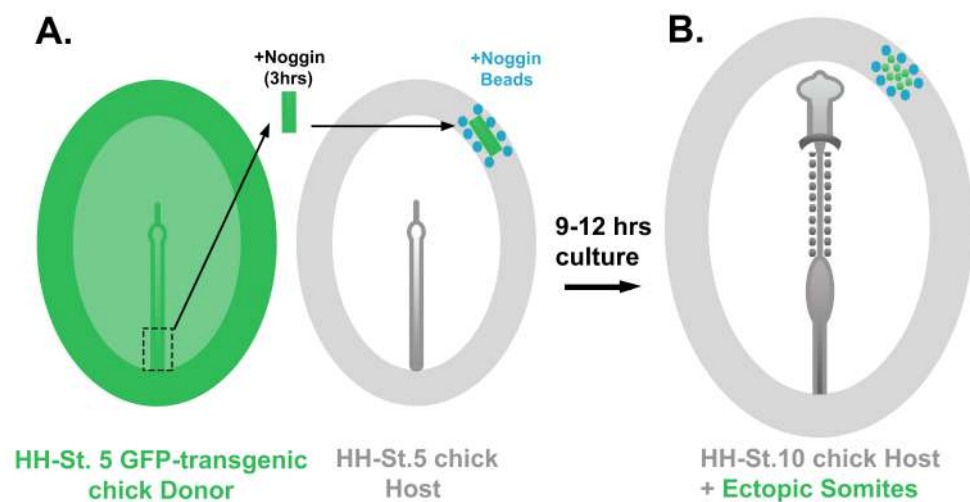 A.
+Noggin
(3hrs)
+Noggin
Beads
B.
9-12 hrs
culture
HH-St. 5 GFP-transgenic
chick Donor
HH-St.5 chick
Host
HH-St.10 chick Host
+ Ectopic Somites